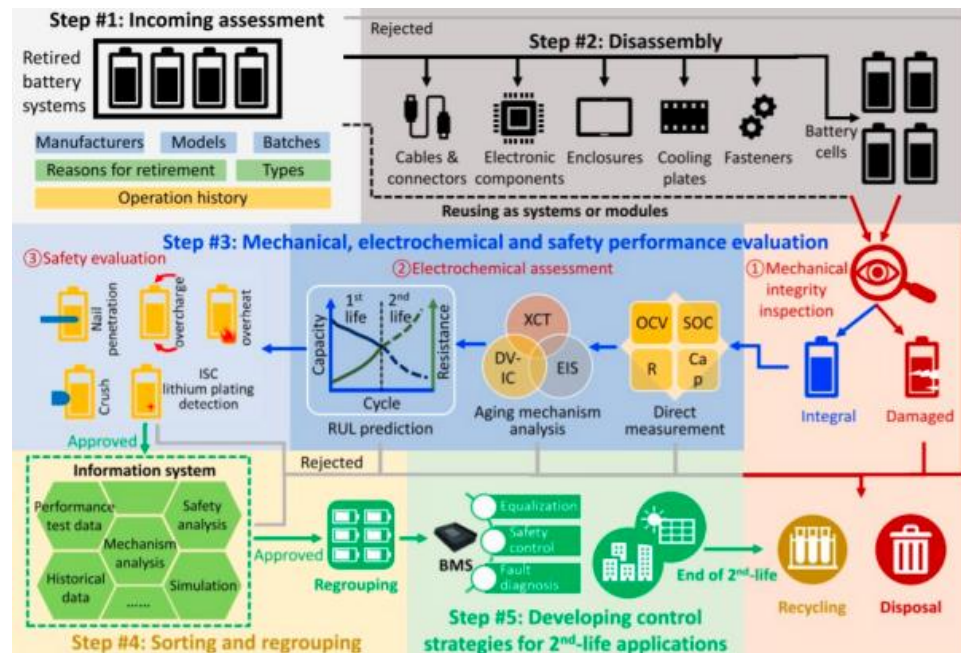 Step #1: Incoming assessment
Retired
battery
systems
Manufacturers
Models
Batches
Reasons for retirement
Types
Operation history
Rejected
Step #2: Disassembly
Cables &
connectors
Electronic
components
Enclosures
Cooling
plates
Fasteners
Battery
cells
Reusing as systems or modules
Step #3: Mechanical, electrochemical and safety performance evaluation
①Mechanical
integrity
inspection
Integral
Damaged
②Electrochemical assessment
OCV
SOC
R
Ca
p
Direct
measurement
XCT
DV-
IC
EIS
Aging mechanism
analysis
1st
life
2nd
life
Capacity
Resistance
Cycle
RUL prediction
③Safety evaluation
Nail
penetration
overcharge
overheat
Crush
ISC
lithium plating
detection
Approved
Rejected
Information system
Performance
test data
Safety
analysis
Mechanism
analysis
Historical
data
Simulation
......
Approved
Regrouping
Step #4: Sorting and regrouping
BMS
Equalization
Safety
control
Fault
diagnosis
End of 2nd-life
Step #5: Developing control
strategies for 2nd-life applications
Recycling
Disposal